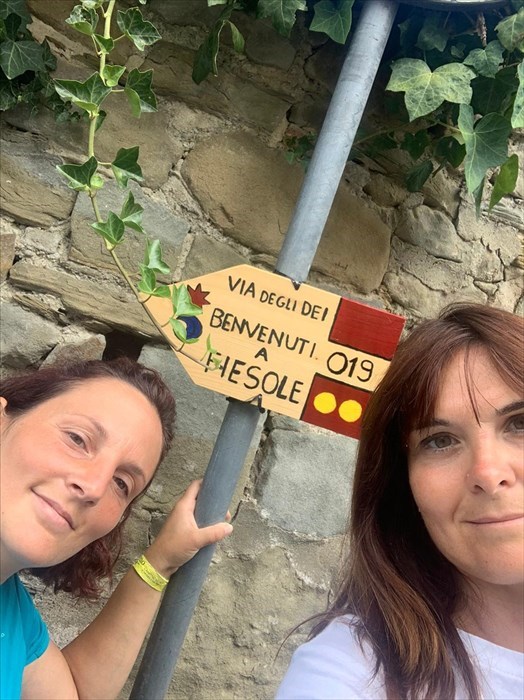 VIA DEGLI DEI
BENVENUTI 019
A
FIESOLE